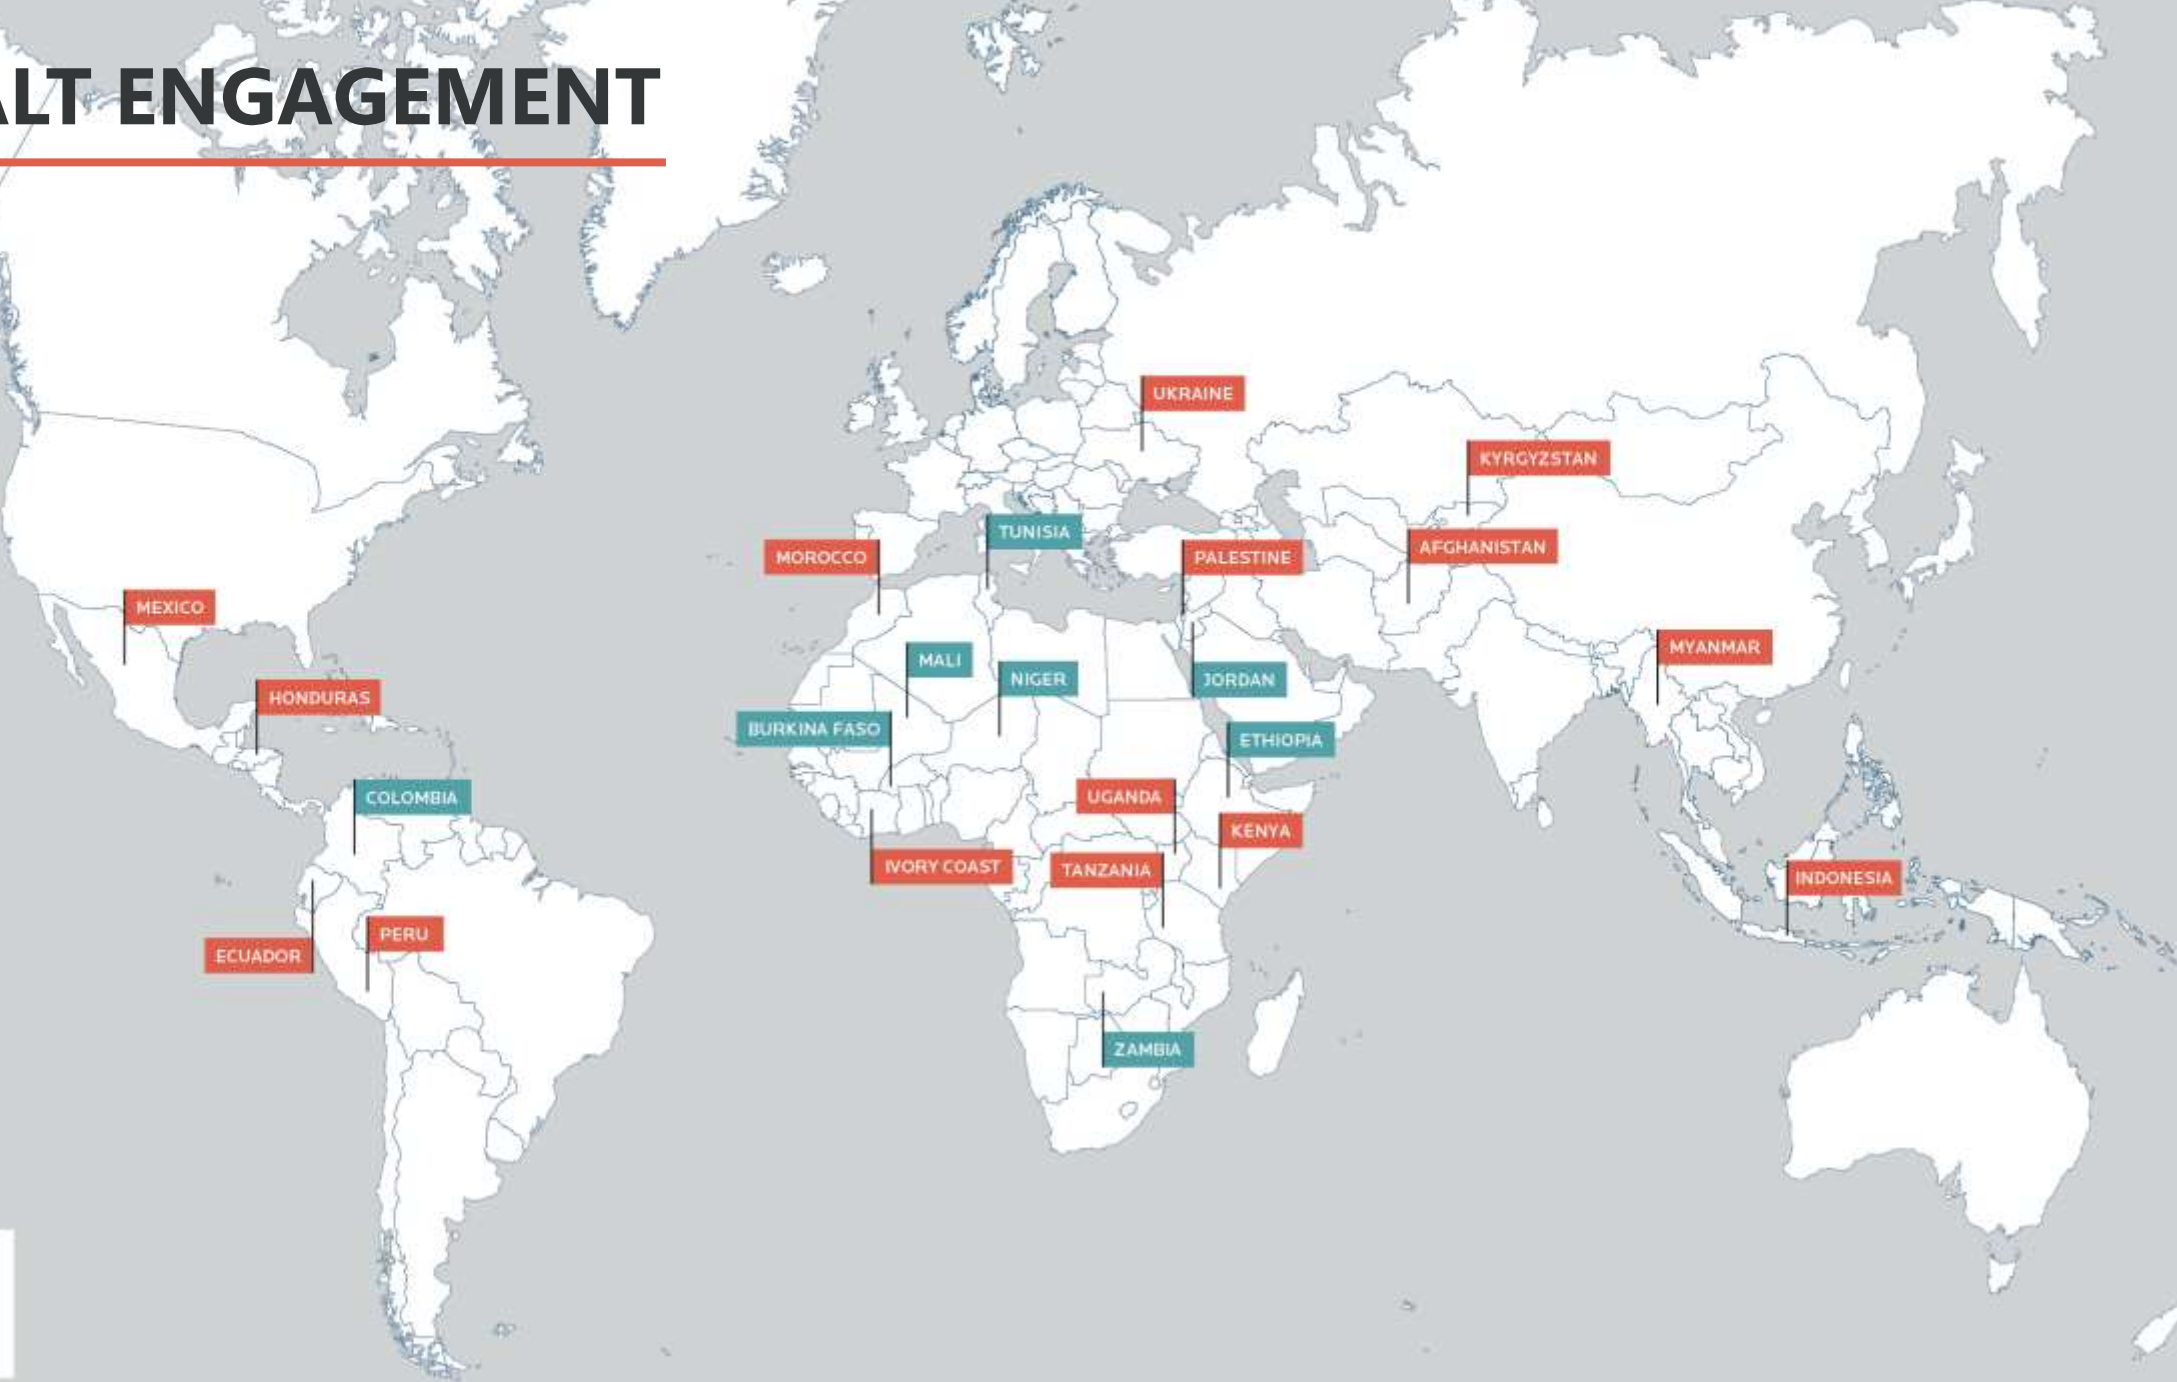 ALT ENGAGEMENT
UKRAINE
KYRGYZSTAN
TUNISIA
MOROCCO
PALESTINE
AFGHANISTAN
MEXICO
MYANMAR
MALI
NIGER
JORDAN
HONDURAS
BURKINA FASO
ETHIOPIA
COLOMBIA
UGANDA
KENYA
IVORY COAST
TANZANIA
INDONESIA
PERU
ECUADOR
ZAMBIA